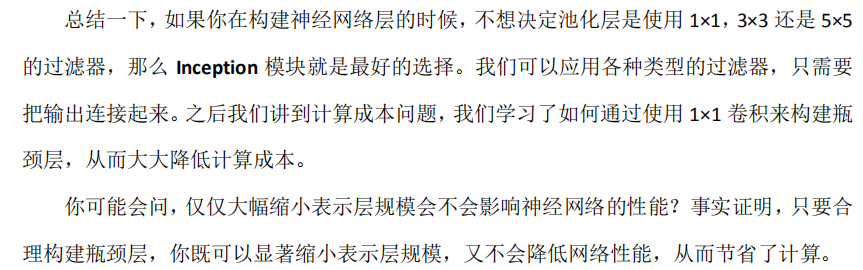 总结一下，如果你在构建神经网络层的时候，不想决定池化层是使用 1×1，3×3 还是 5×5
的过滤器，那么 Inception 模块就是最好的选择。我们可以应用各种类型的过滤器，只需要
把输出连接起来。之后我们讲到计算成本问题，我们学习了如何通过使用 1×1 卷积来构建瓶
颈层，从而大大降低计算成本。
你可能会问，仅仅大幅缩小表示层规模会不会影响神经网络的性能？事实证明，只要合
理构建瓶颈层，你既可以显著缩小表示层规模，又不会降低网络性能，从而节省了计算。